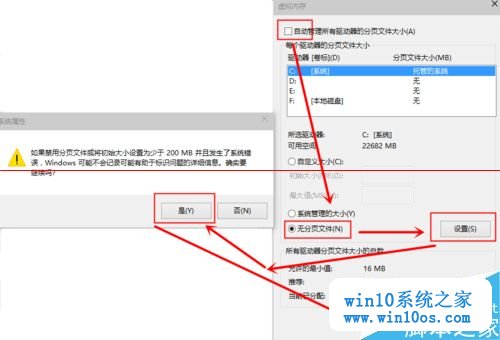 虚拟内存
自动管理所有驱动器的分页文件大小(A)
每个驱动器的分页文件大小
驱动器 [卷标](D) 分页文件大小(MB)
C: [系统] 托管的系统
D: 无
E: 无
F: [本地磁盘] 无
所选驱动器: C: [系统]
可用空间: 22682 MB
自定义大小(C):
初始大小(MB)(I):
最大值(MB)(X):
系统管理的大小(Y)
无分页文件(N) 设置(S)
所有驱动器分页文件大小的总数
允许的最小值: 16 MB
推荐:
当前已分配:
系统属性
如果禁用分页文件或将初始大小设置为少于 200 MB 并且发生了系统错
误，Windows 可能不会记录可能有助于标识问题的详细信息。确实要
继续吗?
是(Y) 否(N)
win10系统之家
www.win10os.com